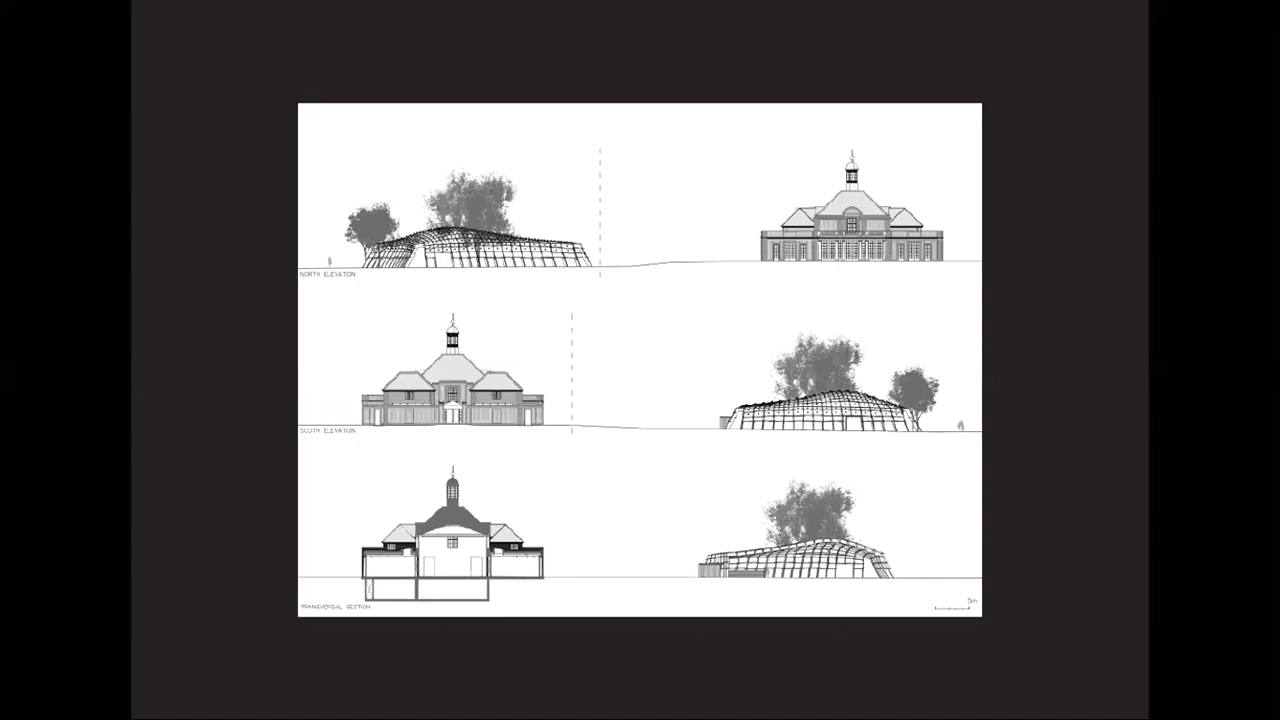 NORTH ELEVATION
SOUTH ELEVATION
TRANSVERSAL SECTION
5m